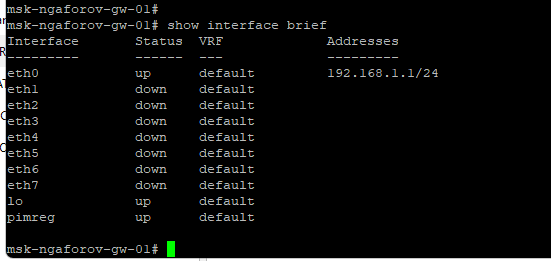 msk-ngaforov-gw-01#
msk-ngaforov-gw-01# show interface brief
Interface       Status  VRF             Addresses
---------       ------  ---             ---------
eth0            up      default         192.168.1.1/24
eth1            down    default
eth2            down    default
eth3            down    default
eth4            down    default
eth5            down    default
eth6            down    default
eth7            down    default
lo              up      default
pimreg          up      default
msk-ngaforov-gw-01#